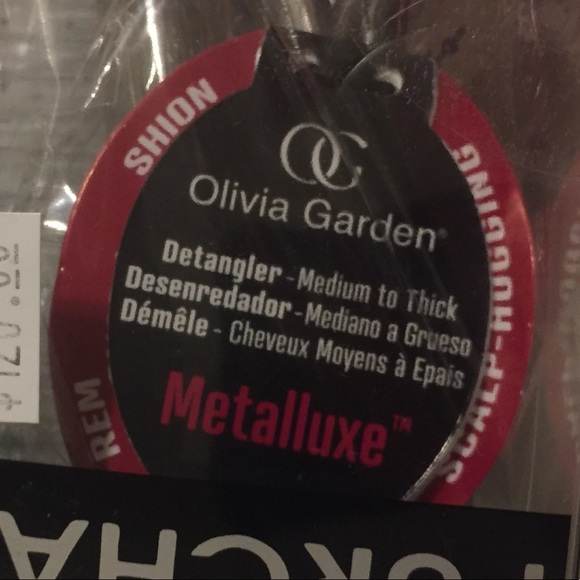 SHION
OG
Olivia Garden®
Detangler - Medium to Thick
Desenredador - Mediano a Grueso
Démêle - Cheveux Moyens à Epais
Metalluxe™
REM
SCALP-HUGGING